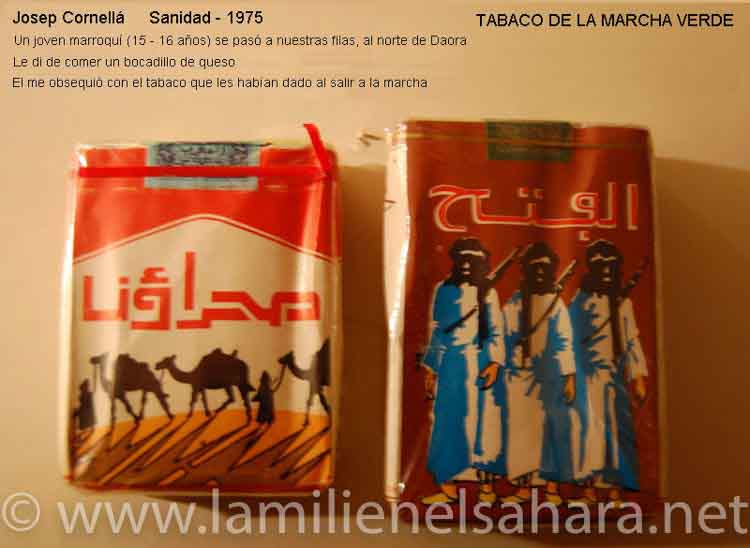 Josep Cornellá Sanidad - 1975
TABACO DE LA MARCHA VERDE
Un joven marroquí (15 - 16 años) se pasó a nuestras filas, al norte de Daora
Le di de comer un bocadillo de queso
El me obsequió con el tabaco que les habían dado al salir a la marcha
صحراؤنا
الفتح
© www.lamilienelsahara.net